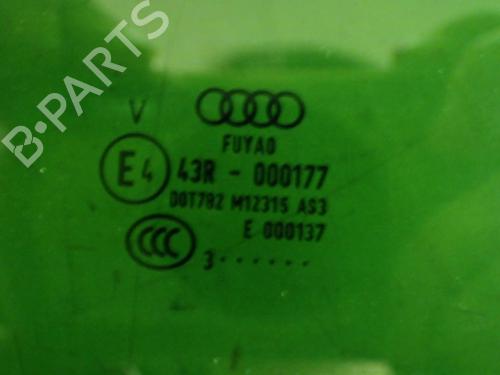 B-PARTS
V
FUYAO
E4 43R - 000177
DOT782 M12315 AS3
E 000137
CCC
3.......